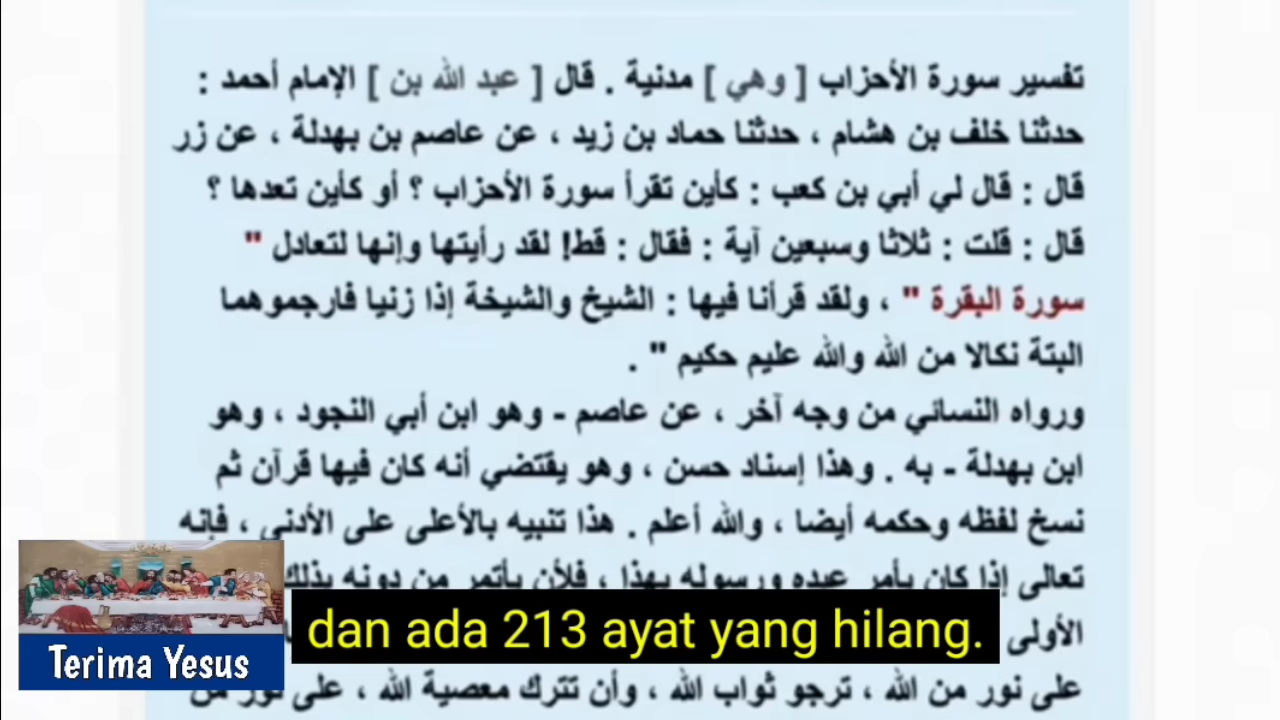 تفسير سورة الأحزاب [ وهي ] مدنية . قال [ عبد الله بن ] الإمام أحمد :
حدثنا خلف بن هشام ، حدثنا حماد بن زيد ، عن عاصم بن بهدلة ، عن زر
قال : قال لي أبي بن كعب : كأين تقرأ سورة الأحزاب ؟ أو كأين تعدها ؟
قال : قلت : ثلاثا وسبعين آية : فقال : قط! لقد رأيتها وإنها لتعادل "
سورة البقرة " ، ولقد قرأنا فيها : الشيخ والشيخة إذا زنيا فارجموهما
البتة نكالا من الله والله عليم حكيم " .
ورواه النسائي من وجه آخر ، عن عاصم - وهو ابن أبي النجود ، وهو
ابن بهدلة - به . وهذا إسناد حسن ، وهو يقتضي أنه كان فيها قرآن ثم
نسخ لفظه وحكمه أيضا ، والله أعلم . هذا تنبيه بالأعلى على الأدنى ، فإنه
تعالى إذا كان يأمر عبده ورسوله بهذا ، فلأن يأتمر من دونه بذلك
الأولى
dan ada 213 ayat yang hilang.
Terima Yesus
على نور من الله ، ترجو ثواب الله ، وأن تترك معصية الله ، على نور من